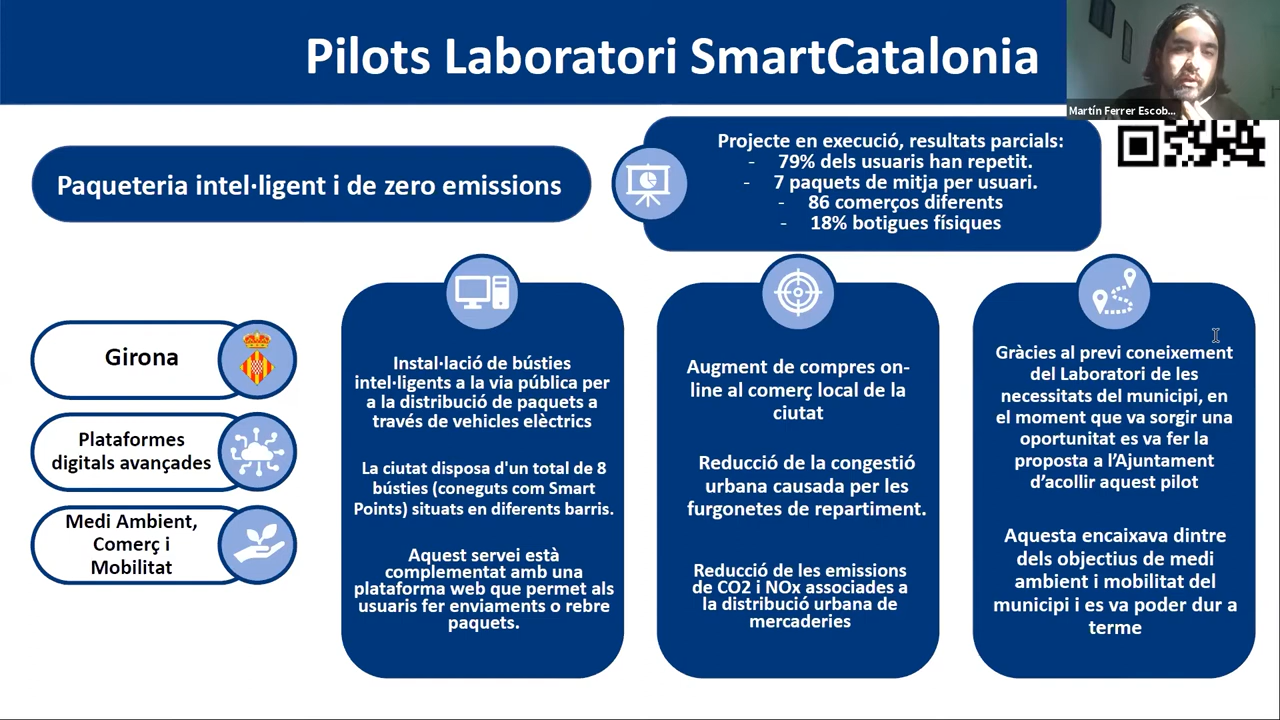 Pilots Laboratori SmartCatalonia
Martín Ferrer Escob...
Paqueteria intel·ligent i de zero emissions
Projecte en execució, resultats parcials:
- 79% dels usuaris han repetit.
- 7 paquets de mitja per usuari.
- 86 comerços diferents
- 18% botigues físiques
Girona
Plataformes
digitals avançades
Medi Ambient,
Comerç i
Mobilitat
Instal·lació de bústies
intel·ligents a la via pública per
a la distribució de paquets a
través de vehicles elèctrics
La ciutat disposa d'un total de 8
bústies (coneguts com Smart
Points) situats en diferents barris.
Aquest servei està
complementat amb una
plataforma web que permet als
usuaris fer enviaments o rebre
paquets.
Augment de compres on-
line al comerç local de la
ciutat
Reducció de la congestió
urbana causada per les
furgonetes de repartiment.
Reducció de les emissions
de CO2 i NOx associades a
la distribució urbana de
mercaderies
Gràcies al previ coneixement
del Laboratori de les
necessitats del municipi, en
el moment que va sorgir una
oportunitat es va fer la
proposta a l’Ajuntament
d’acollir aquest pilot
Aquesta encaixava dintre
dels objectius de medi
ambient i mobilitat del
municipi i es va poder dur a
terme